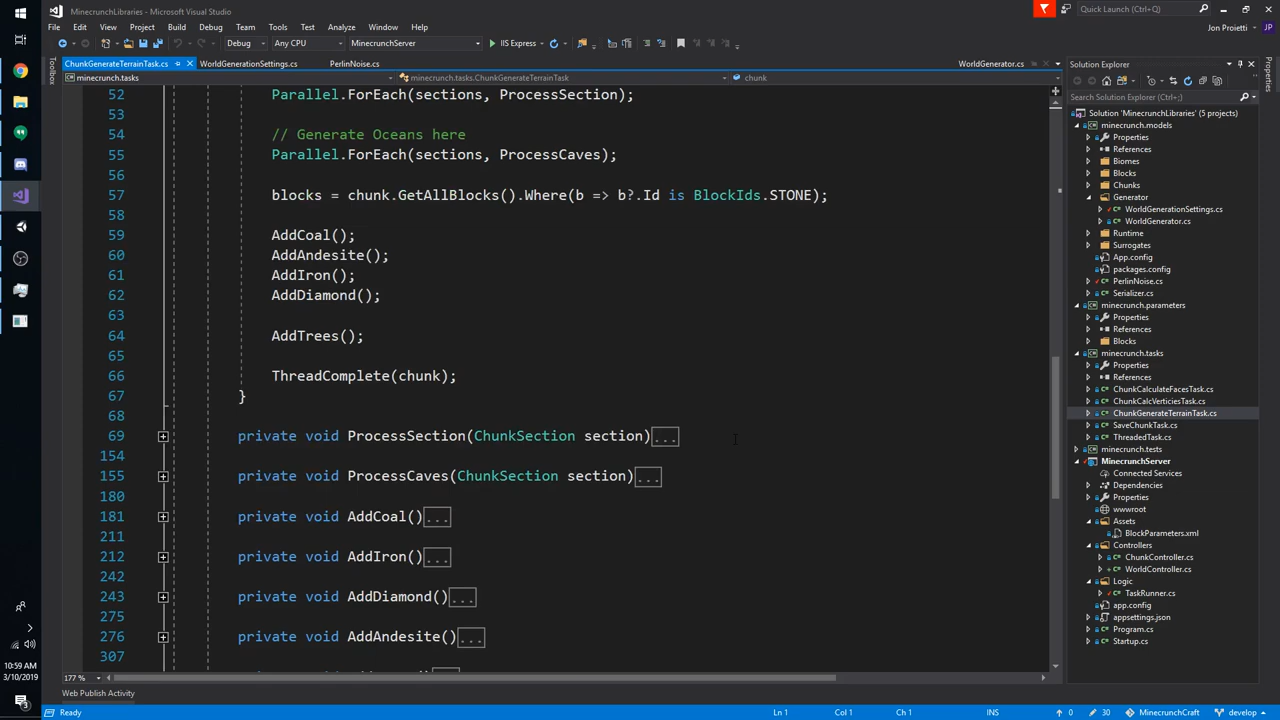 MinecrunchLibraries - Microsoft Visual Studio
Quick Launch (Ctrl+Q)
File Edit View Project Build Debug Team Tools Test Analyze Window Help
Jon Proietti JP
Debug Any CPU MinecrunchServer IIS Express
ChunkGenerateTerrainTask.cs WorldGenerationSettings.cs PerlinNoise.cs WorldGenerator.cs
minecrunch.tasks minecrunch.tasks.ChunkGenerateTerrainTask chunk
Toolbox
52 Parallel.ForEach(sections, ProcessSection);
53
54 // Generate Oceans here
55 Parallel.ForEach(sections, ProcessCaves);
56
57 blocks = chunk.GetAllBlocks().Where(b => b?.Id is BlockIds.STONE);
58
59 AddCoal();
60 AddAndesite();
61 AddIron();
62 AddDiamond();
63
64 AddTrees();
65
66 ThreadComplete(chunk);
67 }
68
69 private void ProcessSection(ChunkSection section)...
154
155 private void ProcessCaves(ChunkSection section)...
180
181 private void AddCoal()...
211
212 private void AddIron()...
242
243 private void AddDiamond()...
275
276 private void AddAndesite()...
307
177 %
Web Publish Activity
Ready Ln 1 Col 1 Ch 1 INS 0 30 MinecrunchCraft develop
Solution Explorer
Search Solution Explorer (Ctrl+;)
Solution 'MinecrunchLibraries' (5 projects)
minecrunch.models
Properties
References
Biomes
Blocks
Chunks
Generator
WorldGenerationSettings.cs
WorldGenerator.cs
Runtime
Surrogates
App.config
packages.config
PerlinNoise.cs
Serializer.cs
minecrunch.parameters
Properties
References
Blocks
minecrunch.tasks
Properties
References
ChunkCalculateFacesTask.cs
ChunkCalcVerticiesTask.cs
ChunkGenerateTerrainTask.cs
SaveChunkTask.cs
ThreadedTask.cs
minecrunch.tests
MinecrunchServer
Connected Services
Dependencies
Properties
wwwroot
Assets
BlockParameters.xml
Controllers
ChunkController.cs
WorldController.cs
Logic
TaskRunner.cs
app.config
appsettings.json
Program.cs
Startup.cs
Properties
10:59 AM
3/10/2019
3